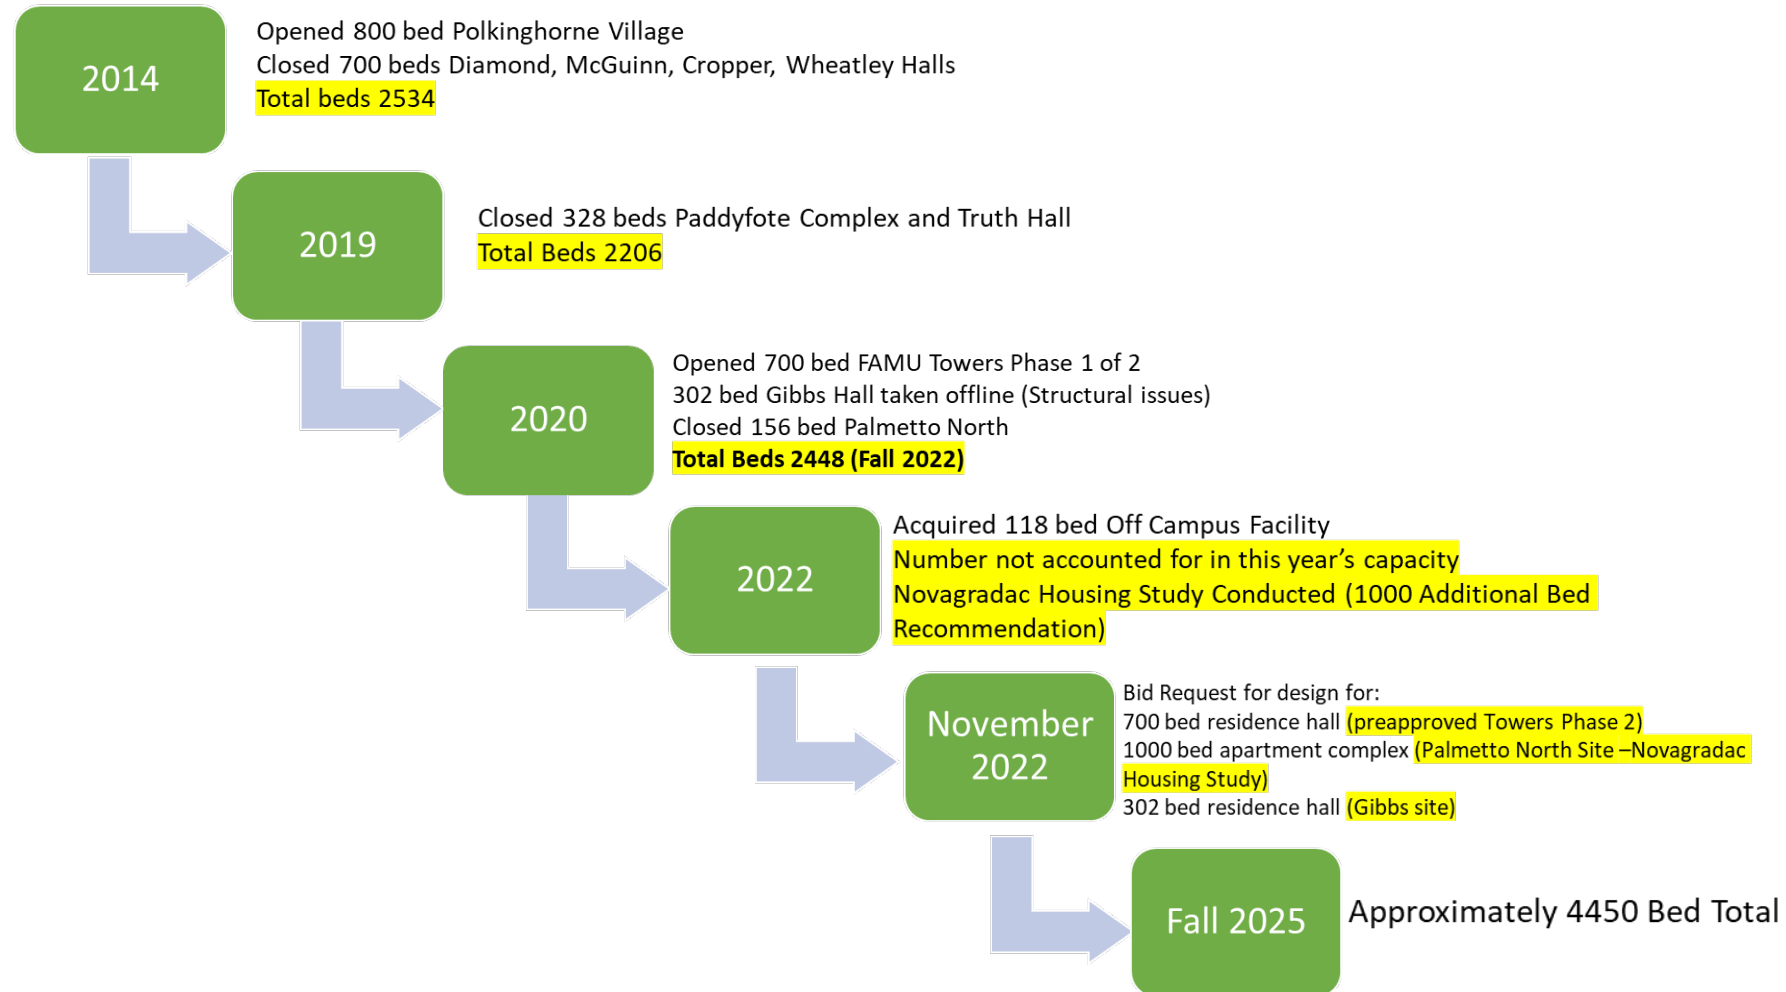 2014
Opened 800 bed Polkinghorne Village
Closed 700 beds Diamond, McGuinn, Cropper, Wheatley Halls
Total beds 2534
2019
Closed 328 beds Paddyfote Complex and Truth Hall
Total Beds 2206
2020
Opened 700 bed FAMU Towers Phase 1 of 2
302 bed Gibbs Hall taken offline (Structural issues)
Closed 156 bed Palmetto North
Total Beds 2448 (Fall 2022)
2022
Acquired 118 bed Off Campus Facility
Number not accounted for in this year’s capacity
Novagradac Housing Study Conducted (1000 Additional Bed
Recommendation)
November
2022
Bid Request for design for:
700 bed residence hall (preapproved Towers Phase 2)
1000 bed apartment complex (Palmetto North Site –Novagradac
Housing Study)
302 bed residence hall (Gibbs site)
Fall 2025
Approximately 4450 Bed Total